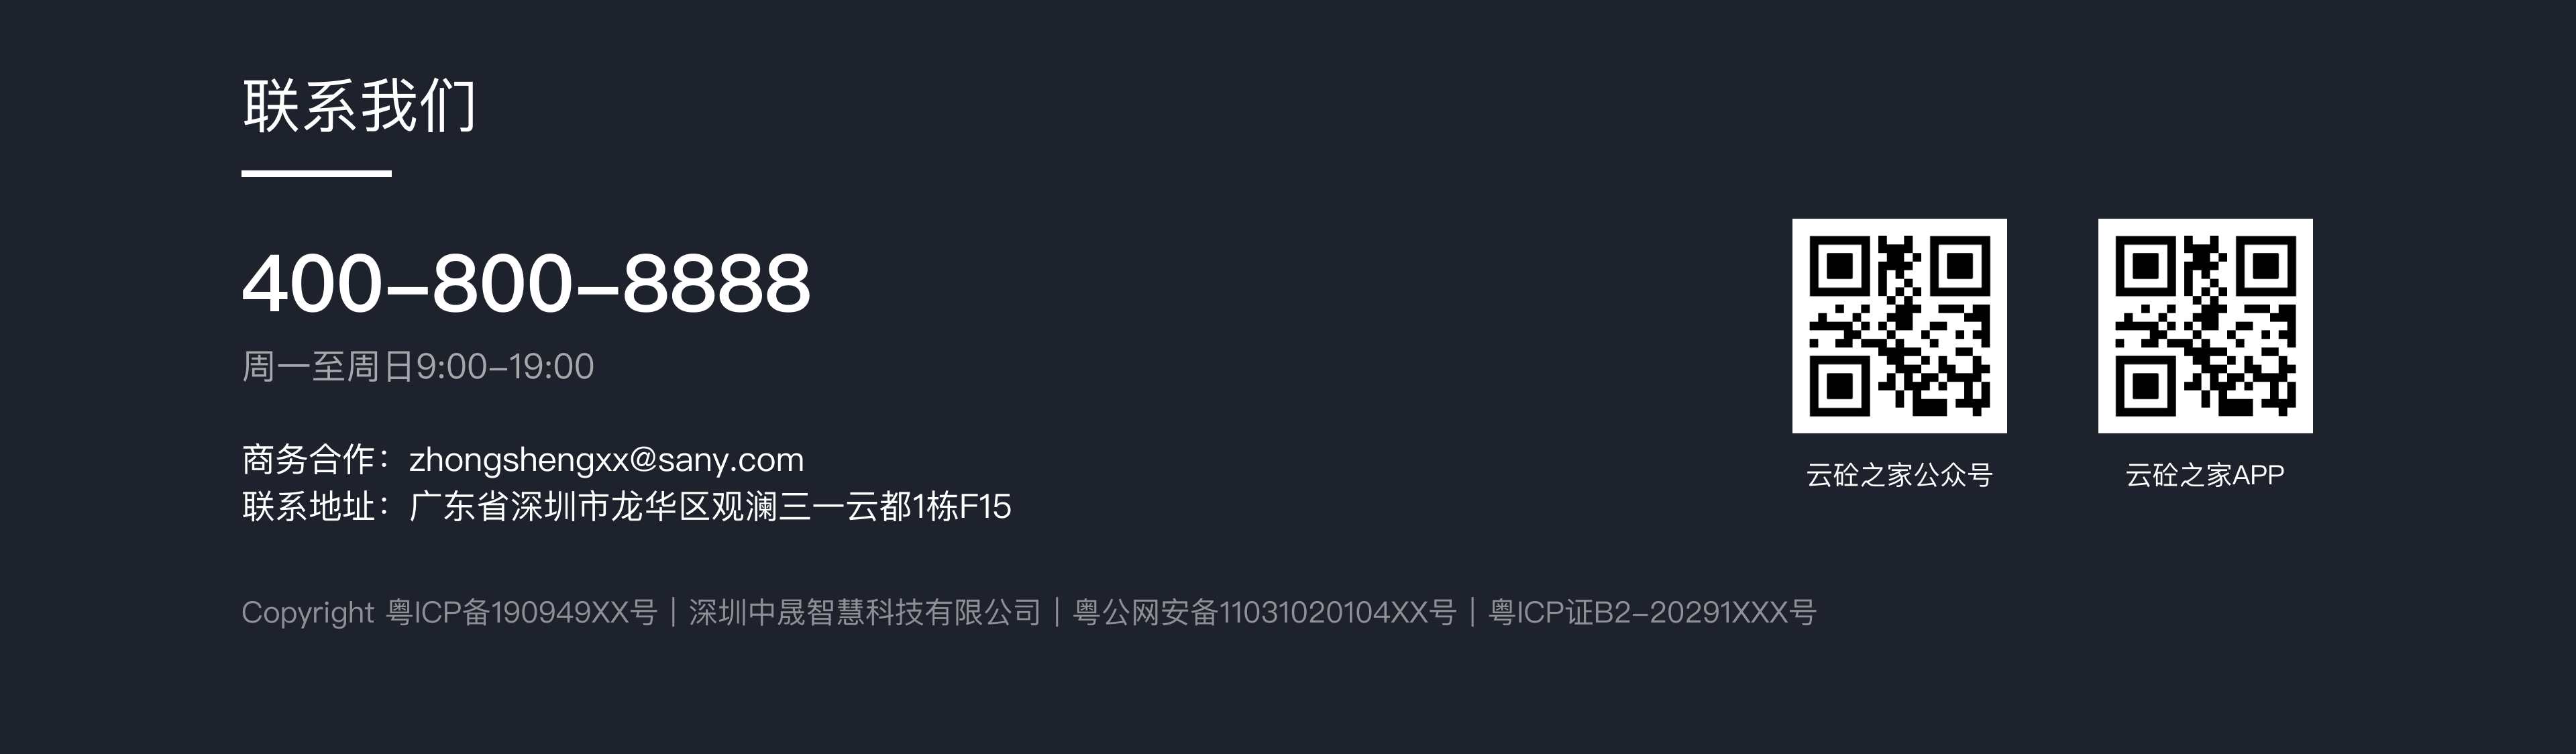 联系我们
400-800-8888
周一至周日9:00-19:00
商务合作：zhongshengxx@sany.com
联系地址：广东省深圳市龙华区观澜三一云都1栋F15
云砼之家公众号
云砼之家APP
Copyright 粤ICP备190949XX号｜深圳中晟智慧科技有限公司｜粤公网安备11031020104XX号｜粤ICP证B2-20291XXX号